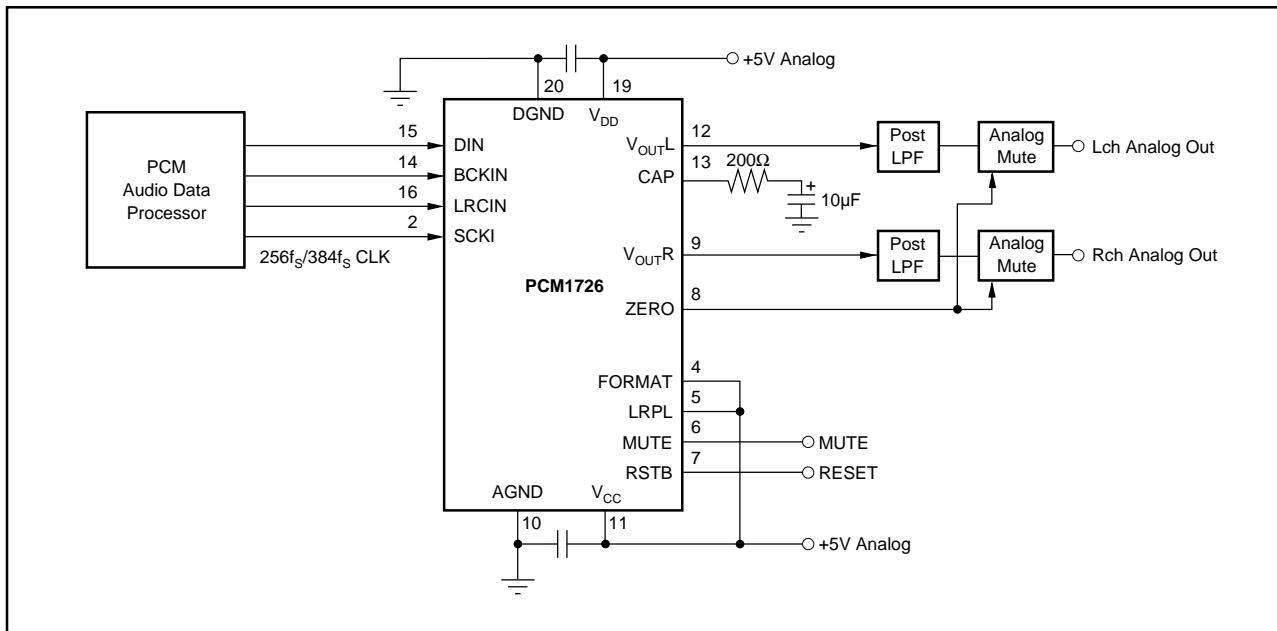 +5V Analog
20
19
DGND
VDD
PCM
Audio Data
Processor
15
DIN
14
BCKIN
16
LRCIN
2
SCKI
256fS/384fS CLK
PCM1726
VOUTL
12
Post
LPF
Analog
Mute
Lch Analog Out
CAP
13
200Ω
+
10µF
VOUTR
9
Post
LPF
Analog
Mute
Rch Analog Out
ZERO
8
FORMAT
4
LRPL
5
MUTE
6
MUTE
RSTB
7
RESET
AGND
VCC
10
11
+5V Analog